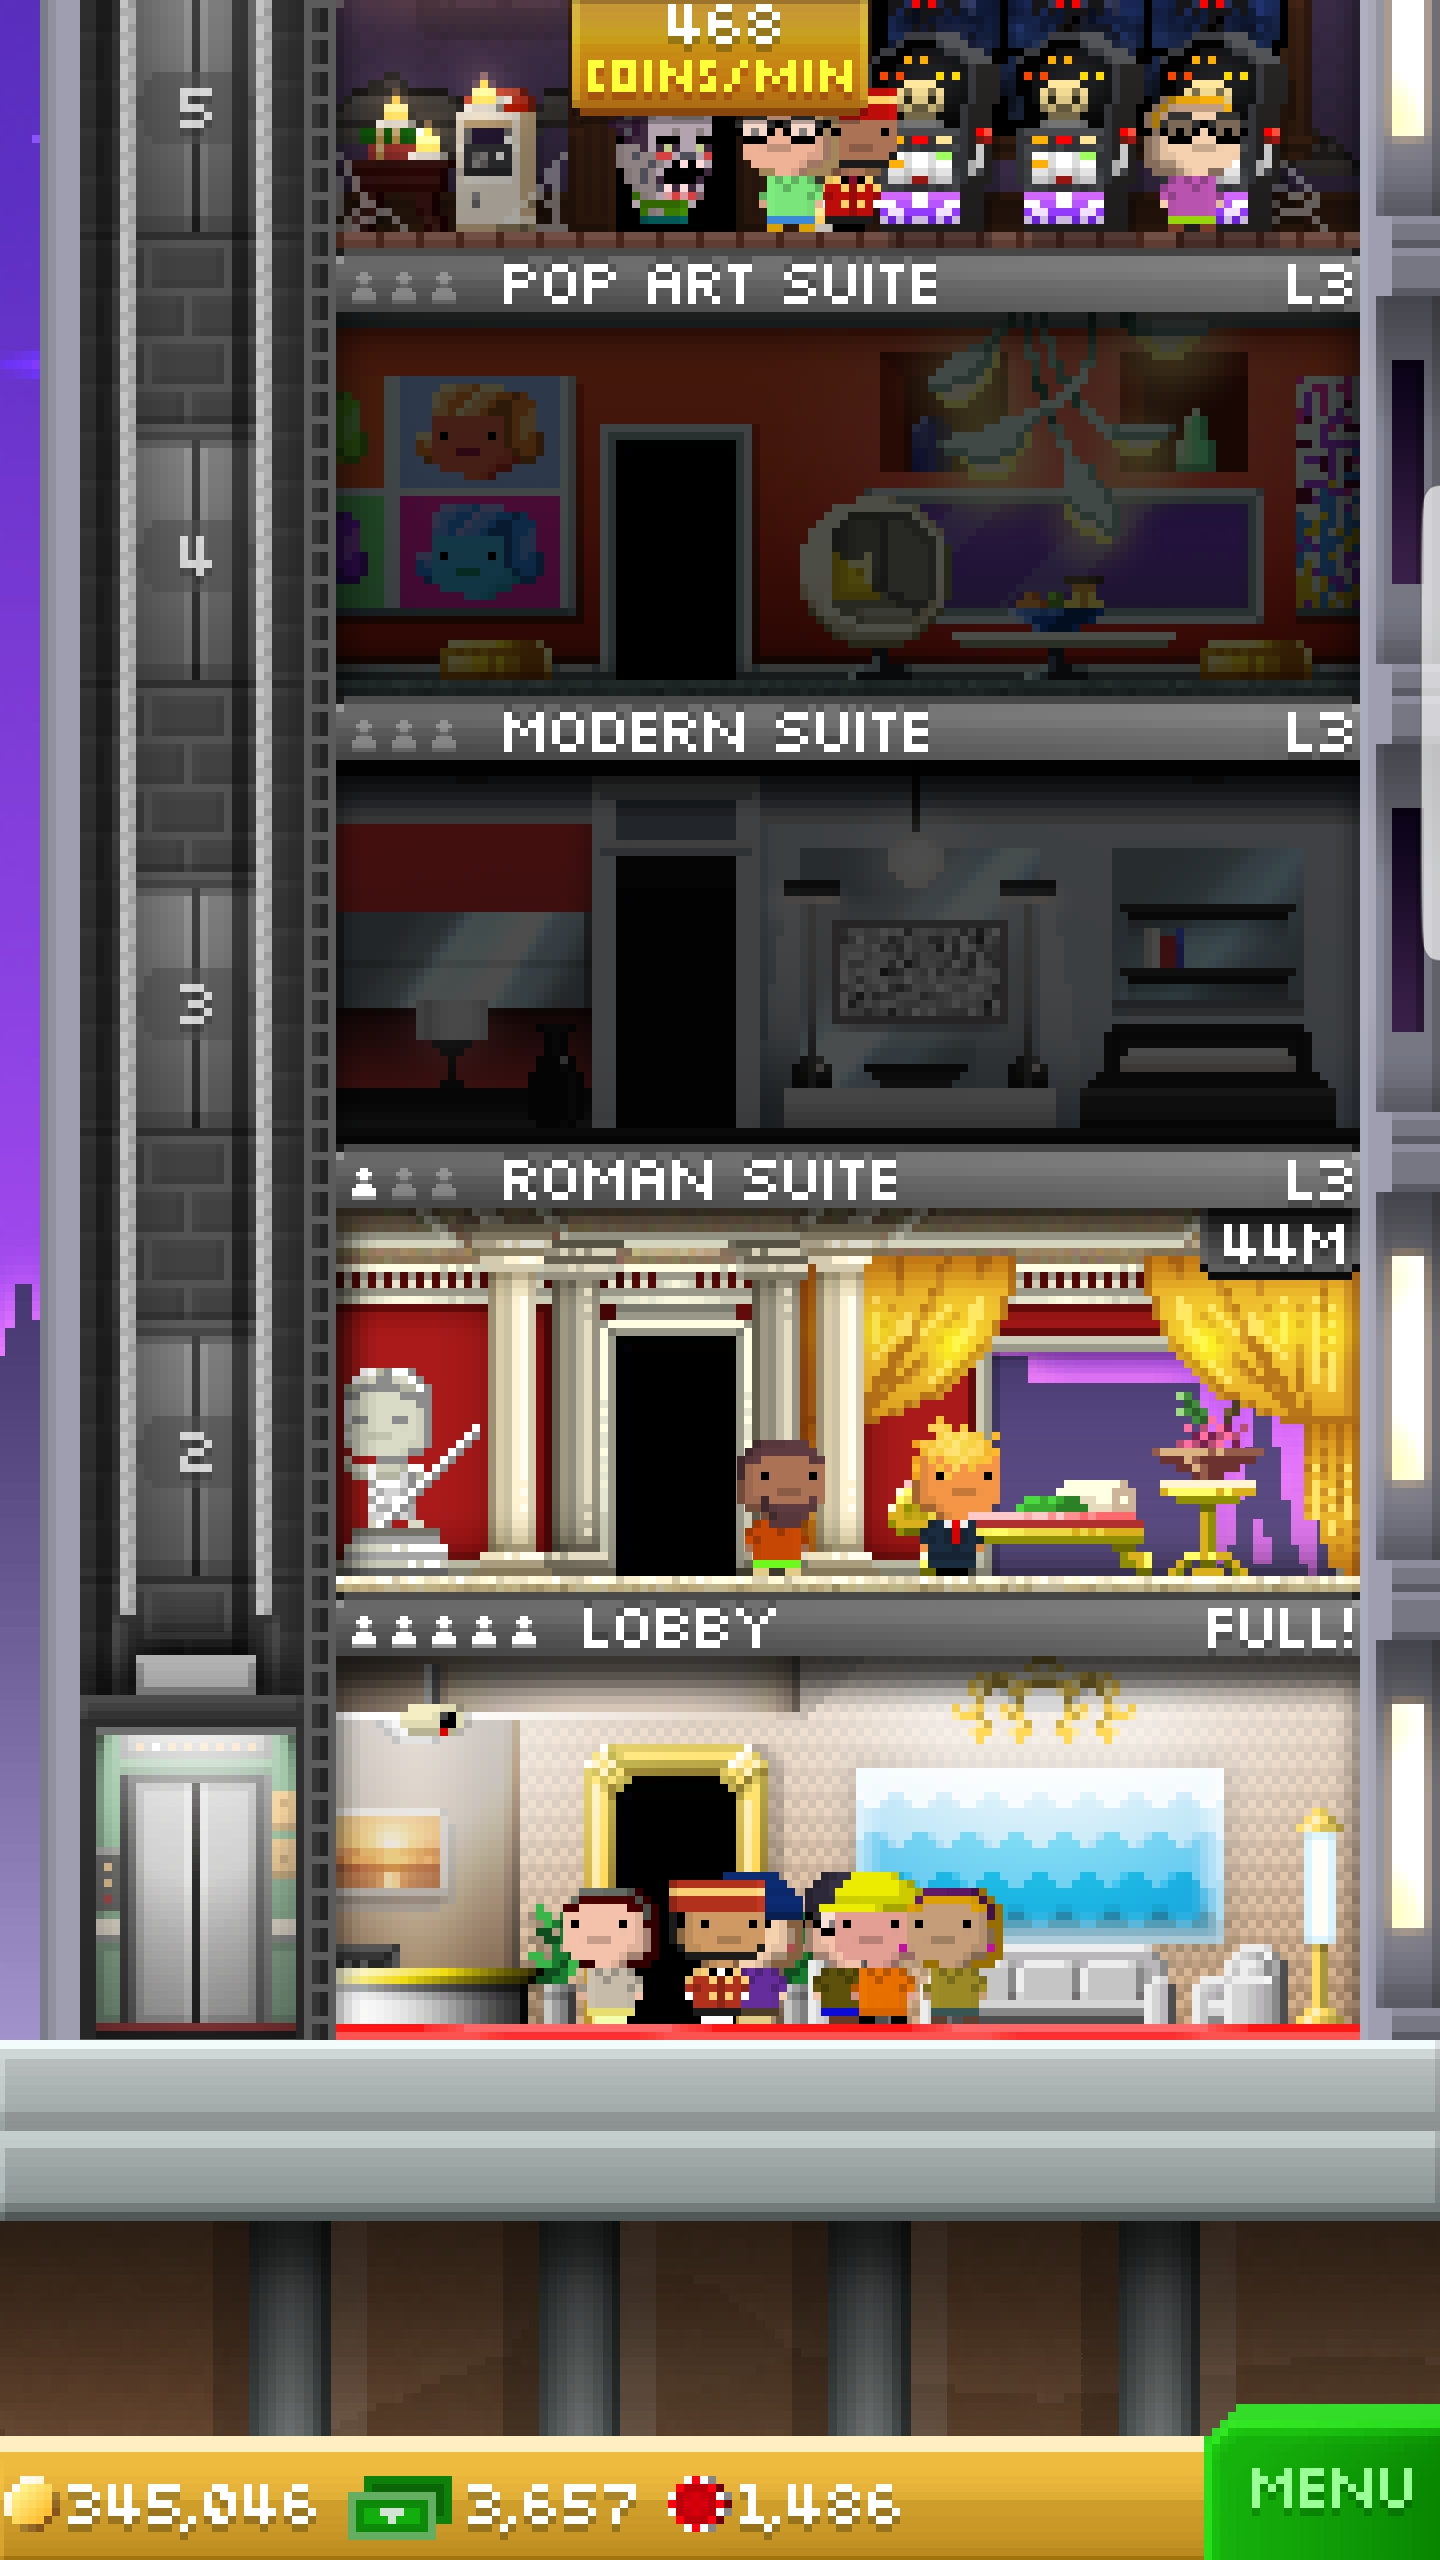 468
COINS/MIN
5
POP ART SUITE L3
4
MODERN SUITE L3
3
ROMAN SUITE L3
44M
2
LOBBY FULL!
345,046 3,657 1,486
MENU